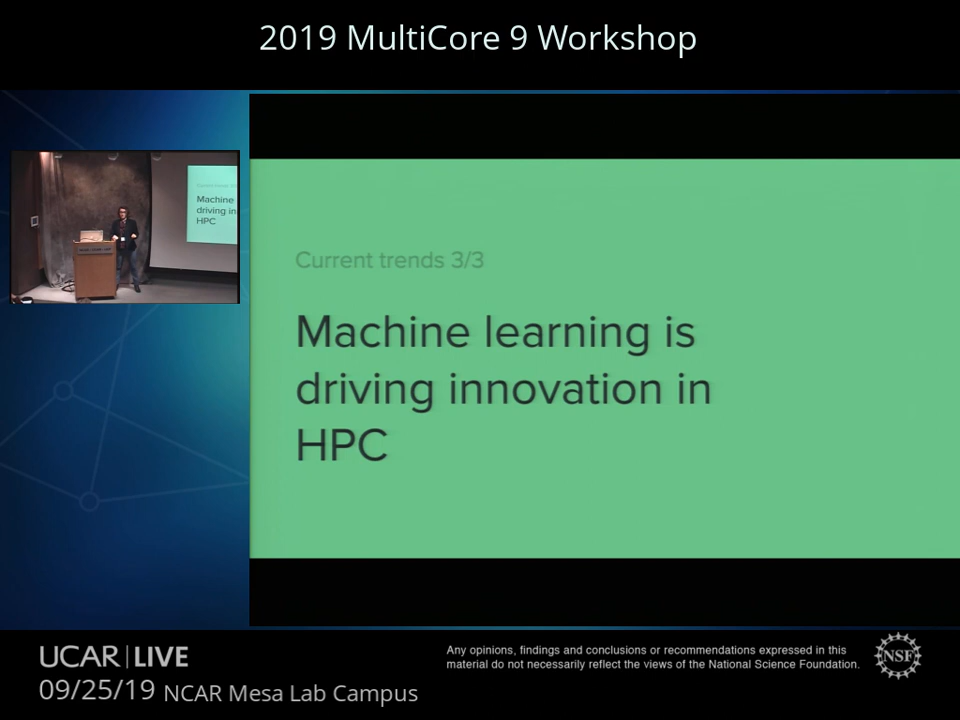 2019 MultiCore 9 Workshop
Current trends 3/3
Machine learning is
driving innovation in
HPC
Machine
driving in
HPC
UCAR|LIVE
09/25/19 NCAR Mesa Lab Campus
Any opinions, findings and conclusions or recommendations expressed in this
material do not necessarily reflect the views of the National Science Foundation.
NSF